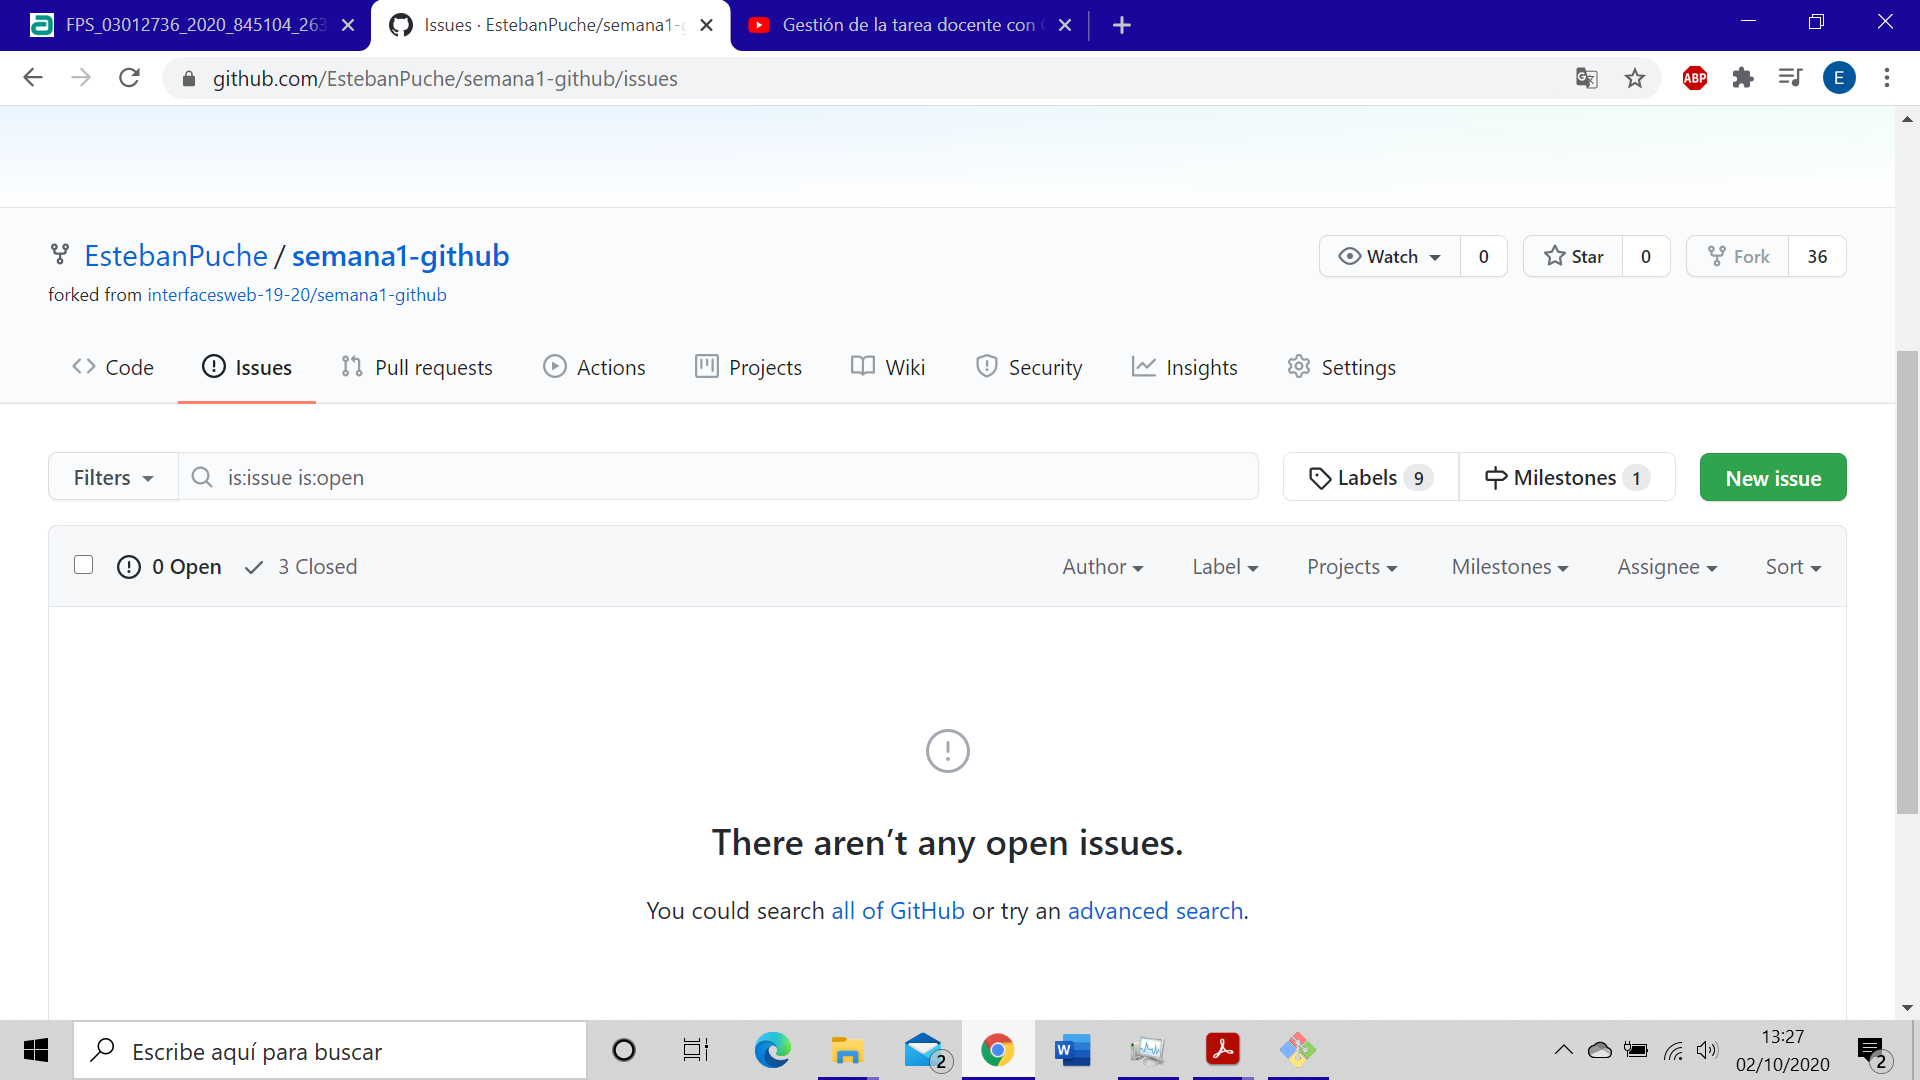 FPS_03012736_2020_845104_263
Issues · EstebanPuche/semana1-g
Gestión de la tarea docente con
github.com/EstebanPuche/semana1-github/issues
ABP
E
EstebanPuche / semana1-github
Watch 0
Star 0
Fork 36
forked from interfacesweb-19-20/semana1-github
Code
Issues
Pull requests
Actions
Projects
Wiki
Security
Insights
Settings
Filters
is:issue is:open
Labels 9
Milestones 1
New issue
0 Open
3 Closed
Author
Label
Projects
Milestones
Assignee
Sort
There aren’t any open issues.
You could search all of GitHub or try an advanced search.
Escribe aquí para buscar
2
W
13:27
02/10/2020
2